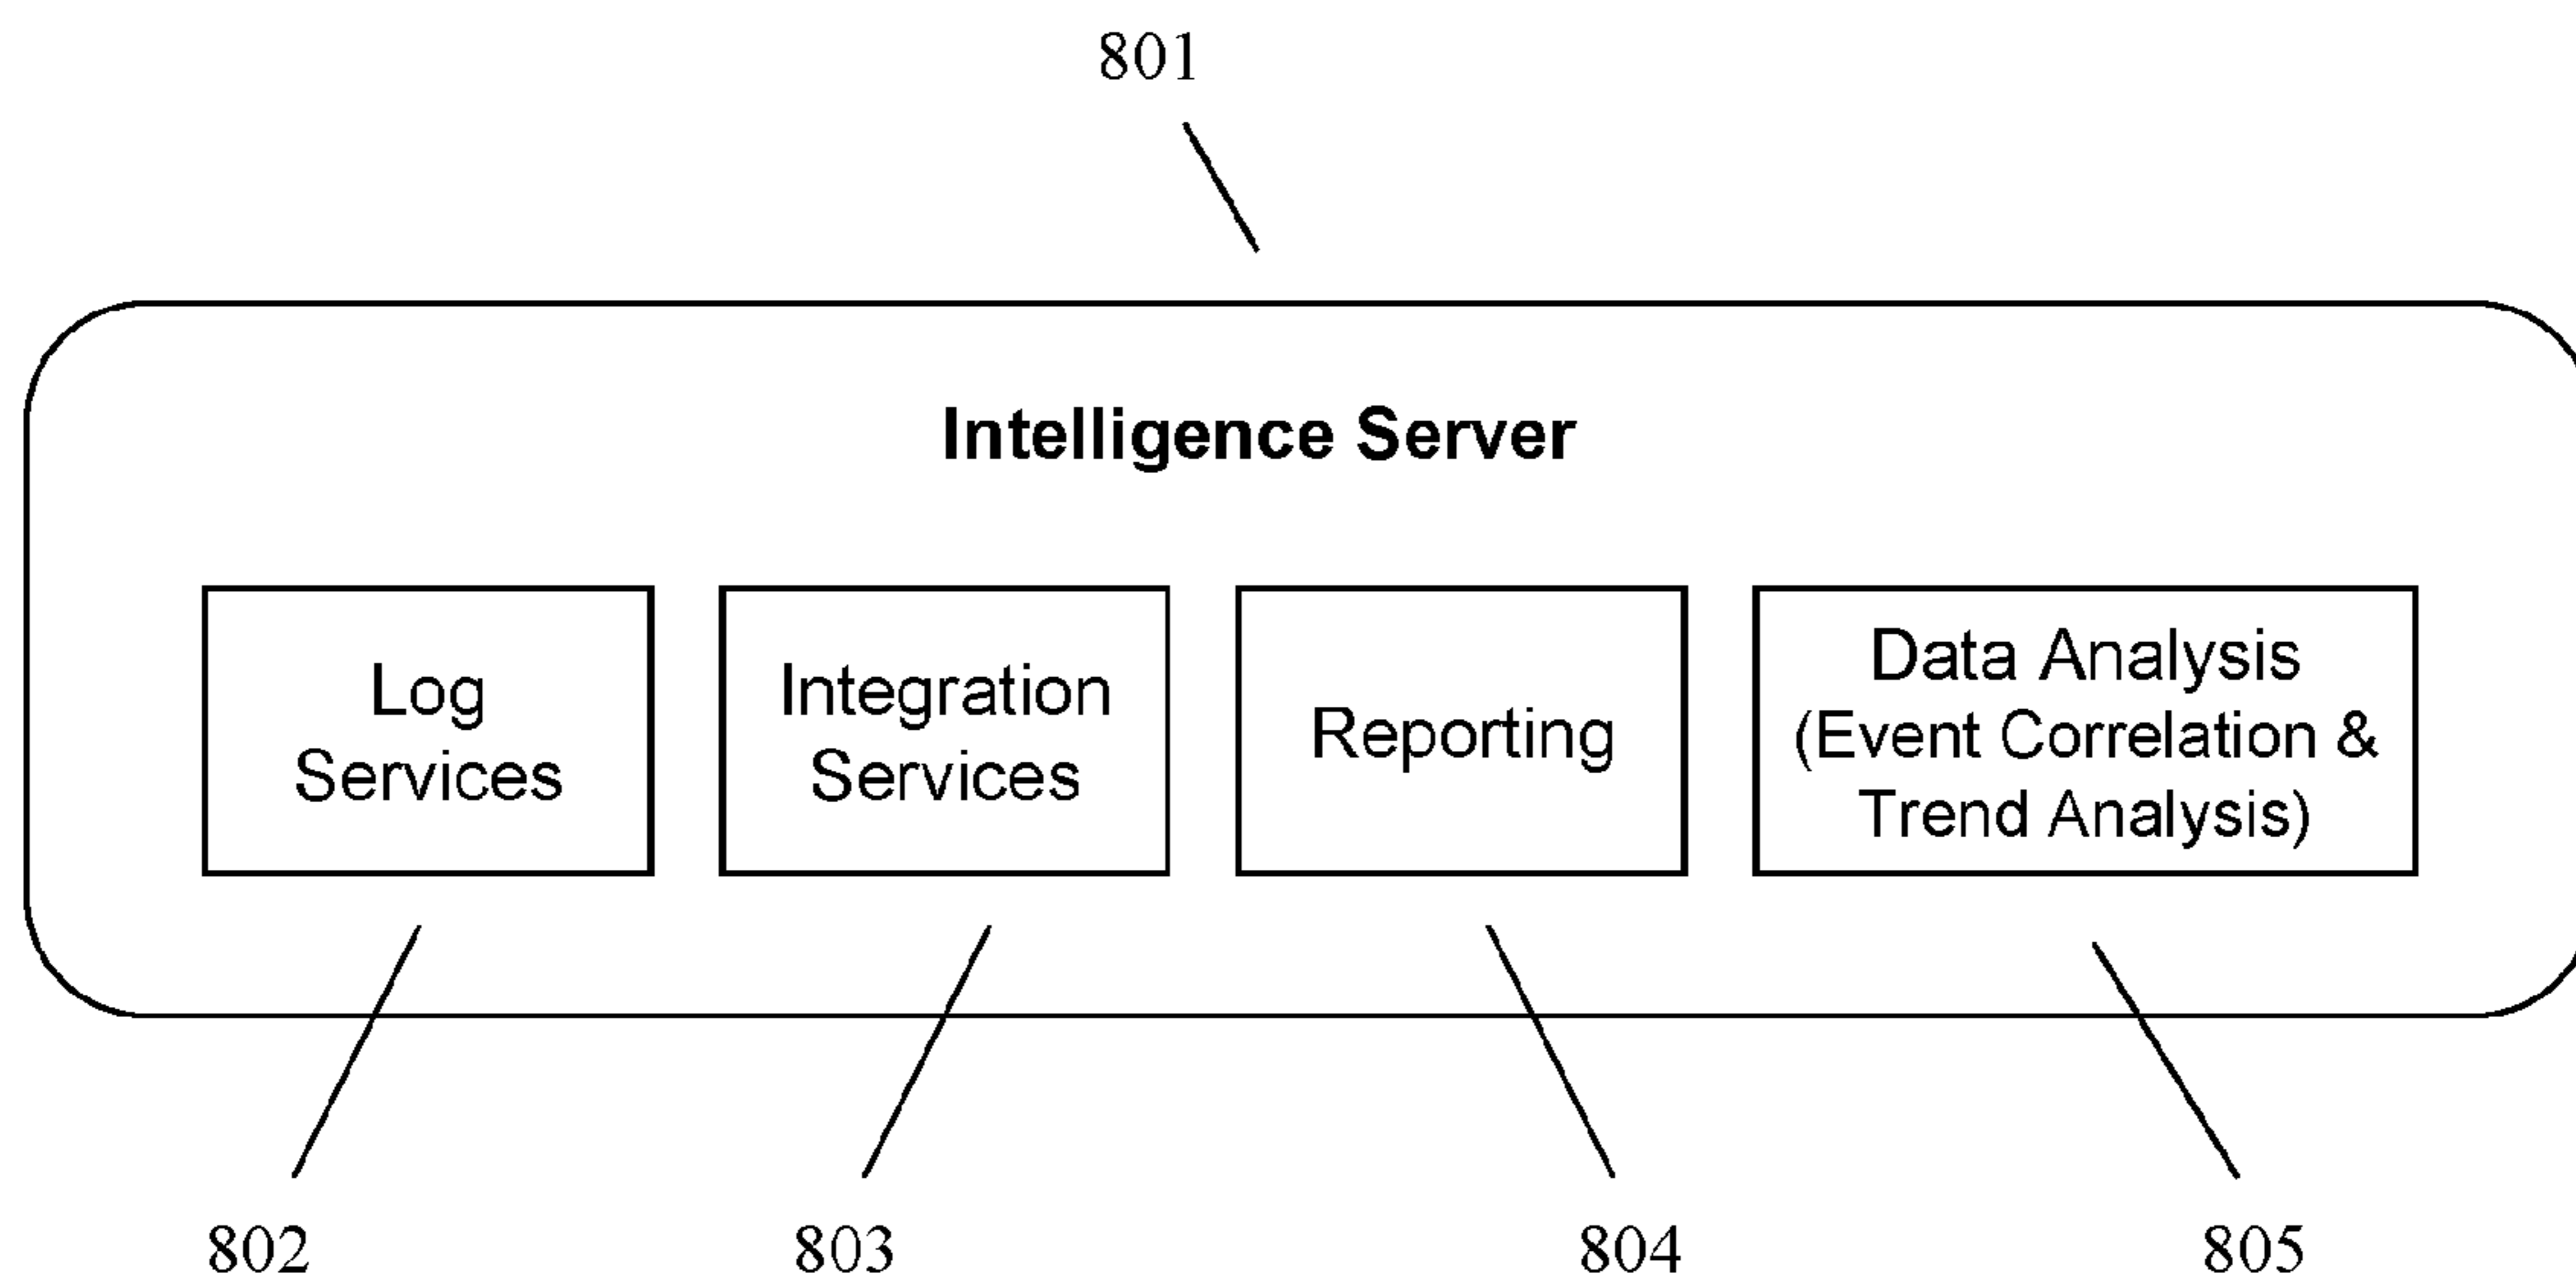 801
Intelligence Server
Log
Services
Integration
Services
Reporting
Data Analysis
(Event Correlation &
Trend Analysis)
802
803
804
805